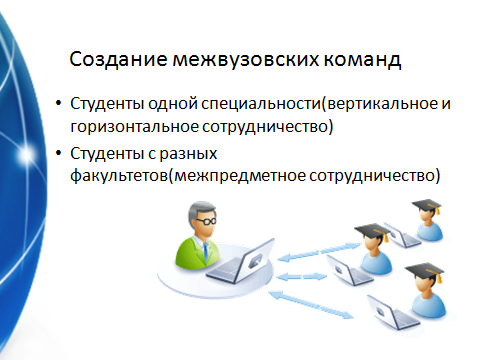 Создание межвузовских команд
• Студенты одной специальности(вертикальное и
горизонтальное сотрудничество)
• Студенты с разных
факультетов(межпредметное сотрудничество)